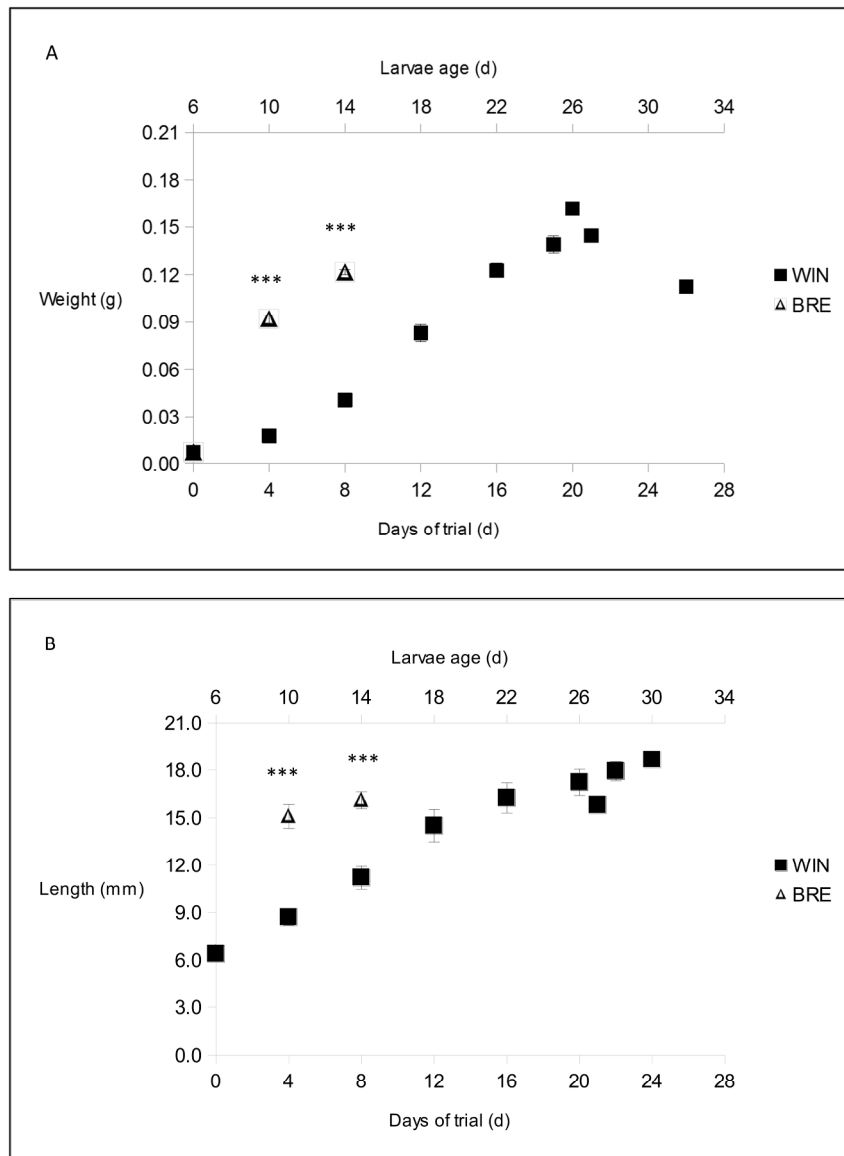 A
Larvae age (d)
6 10 14 18 22 26 30 34
0.21
0.18
0.15
0.12
0.09
0.06
0.03
0.00
Weight (g)
***
***
WIN
BRE
0 4 8 12 16 20 24 28
Days of trial (d)
B
Larvae age (d)
6 10 14 18 22 26 30 34
21.0
18.0
15.0
12.0
9.0
6.0
3.0
0.0
Length (mm)
***
***
WIN
BRE
0 4 8 12 16 20 24 28
Days of trial (d)